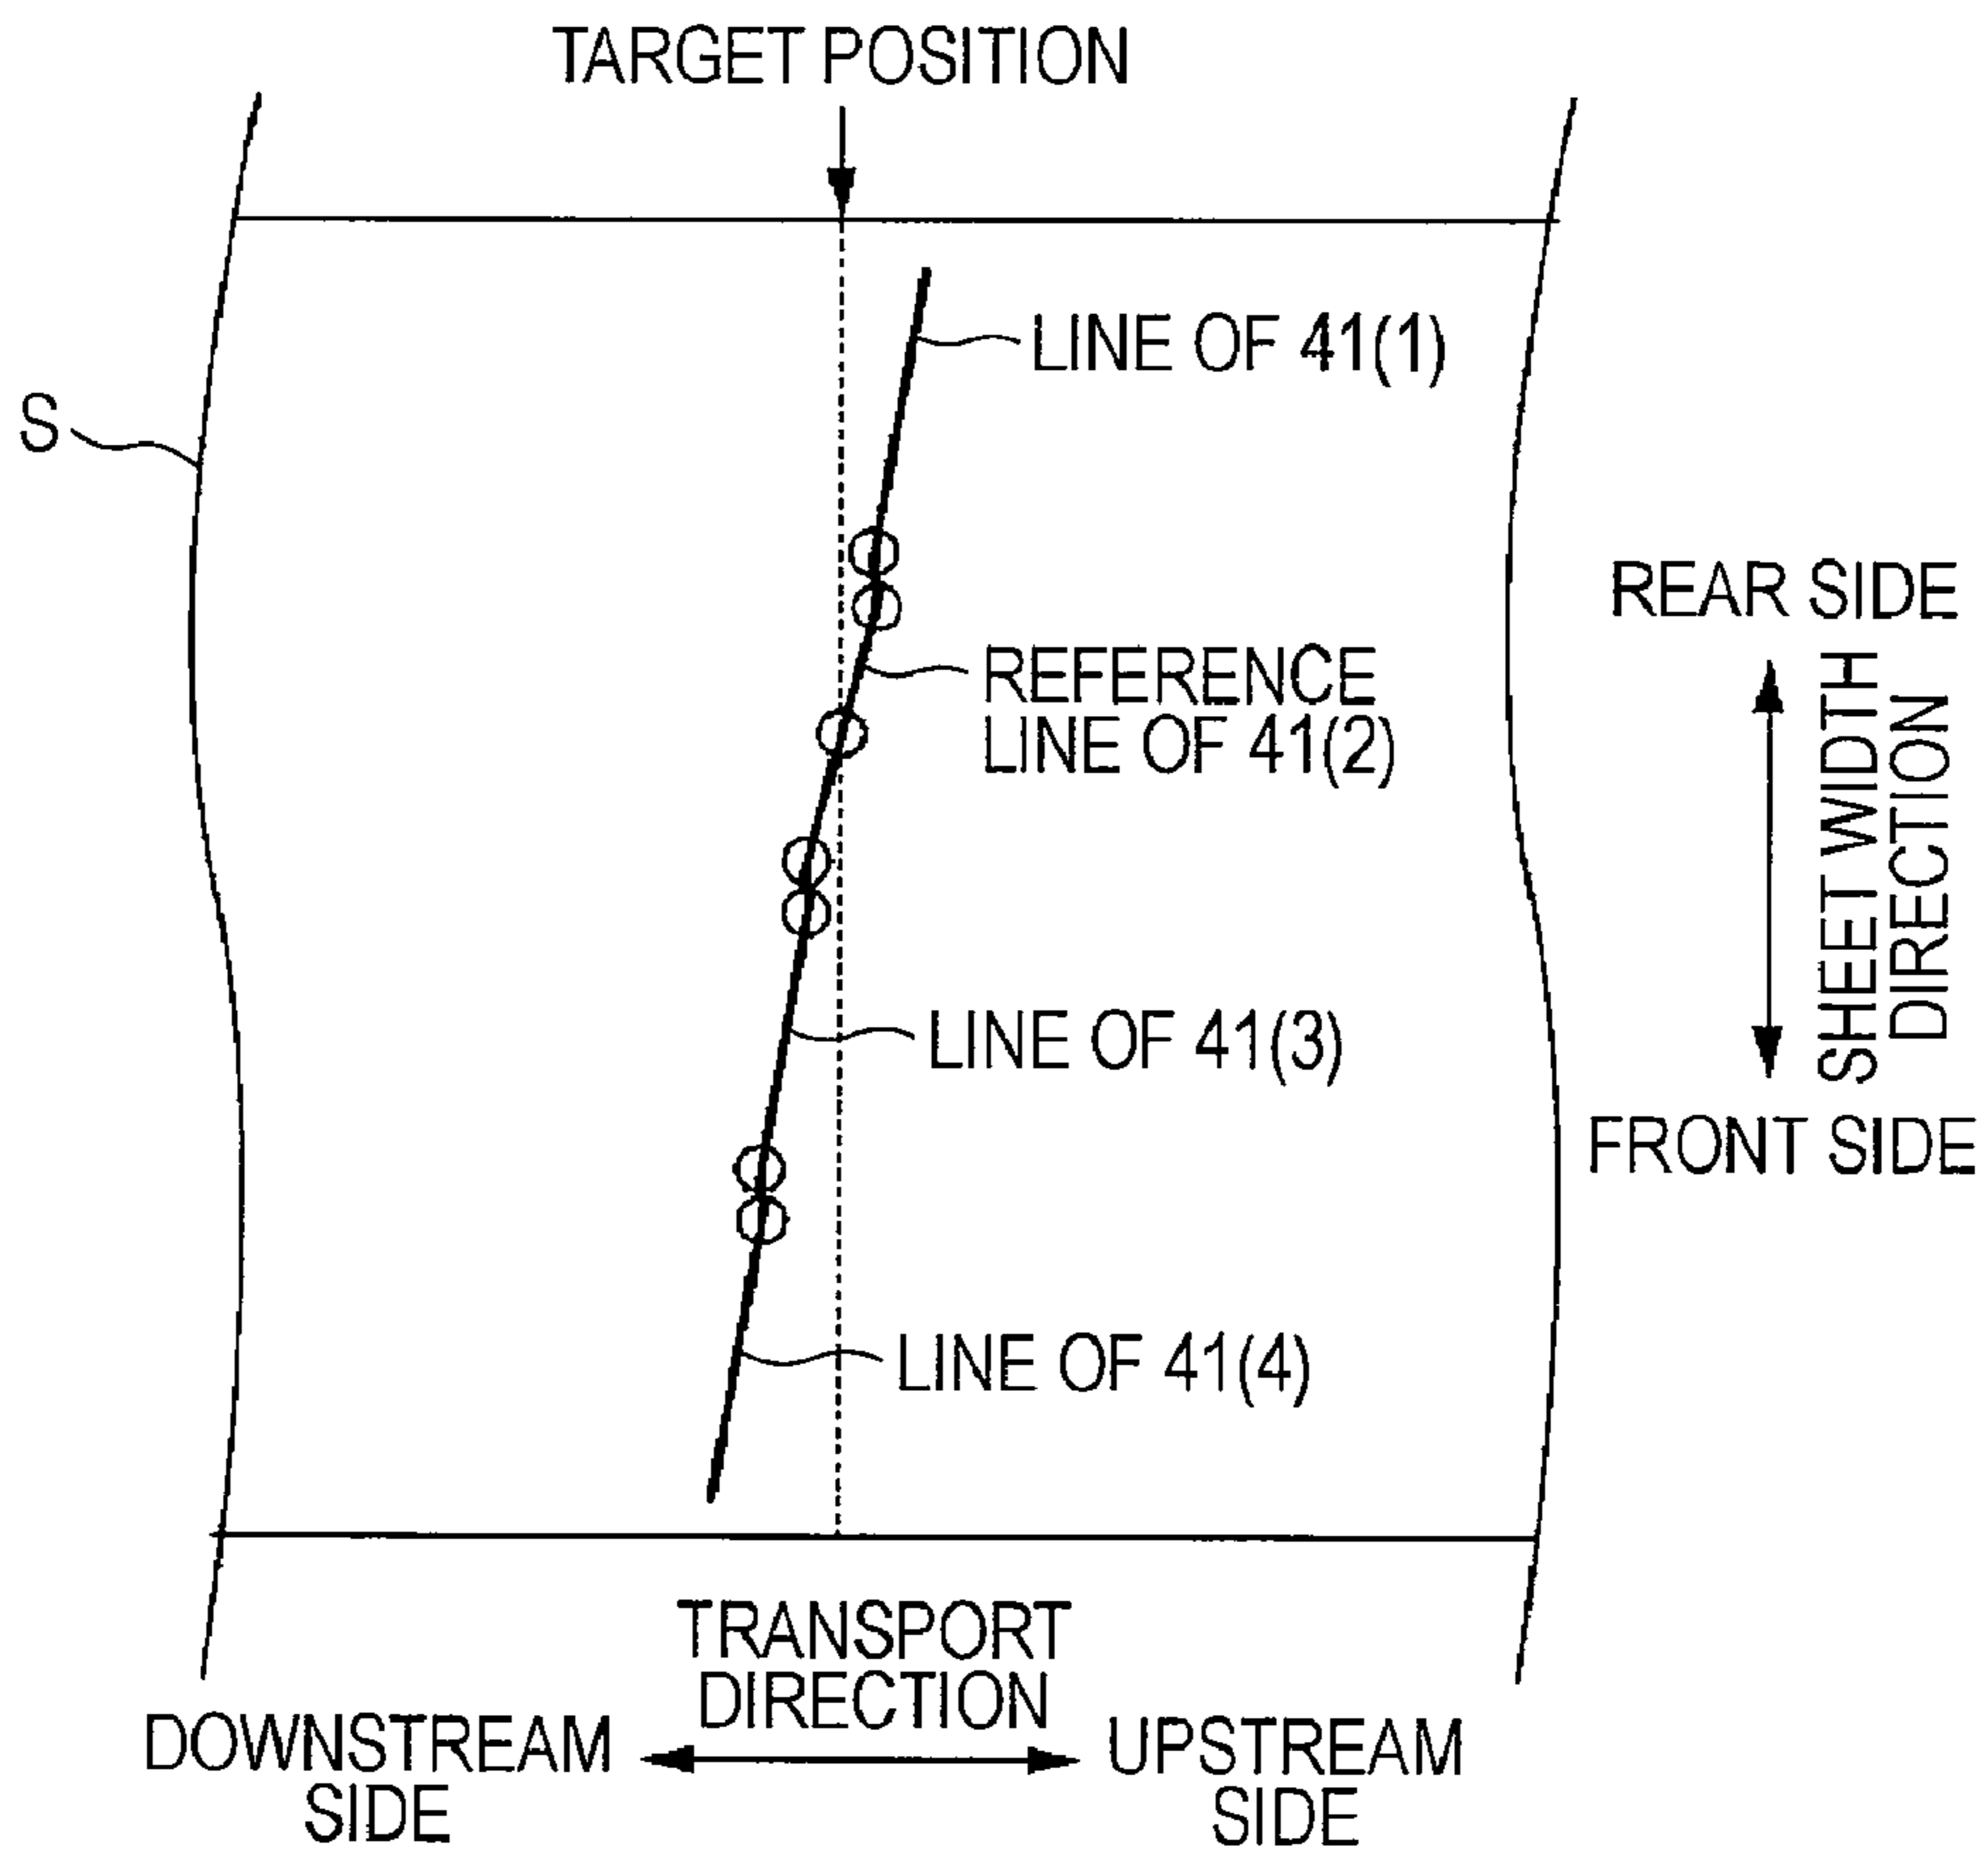 TARGET POSITION
LINE OF 41(1)
S
REAR SIDE
REFERENCE
LINE OF 41(2)
SHEET WIDTH
DIRECTION
LINE OF 41(3)
FRONT SIDE
LINE OF 41(4)
TRANSPORT
DIRECTION
DOWNSTREAM
SIDE
UPSTREAM
SIDE